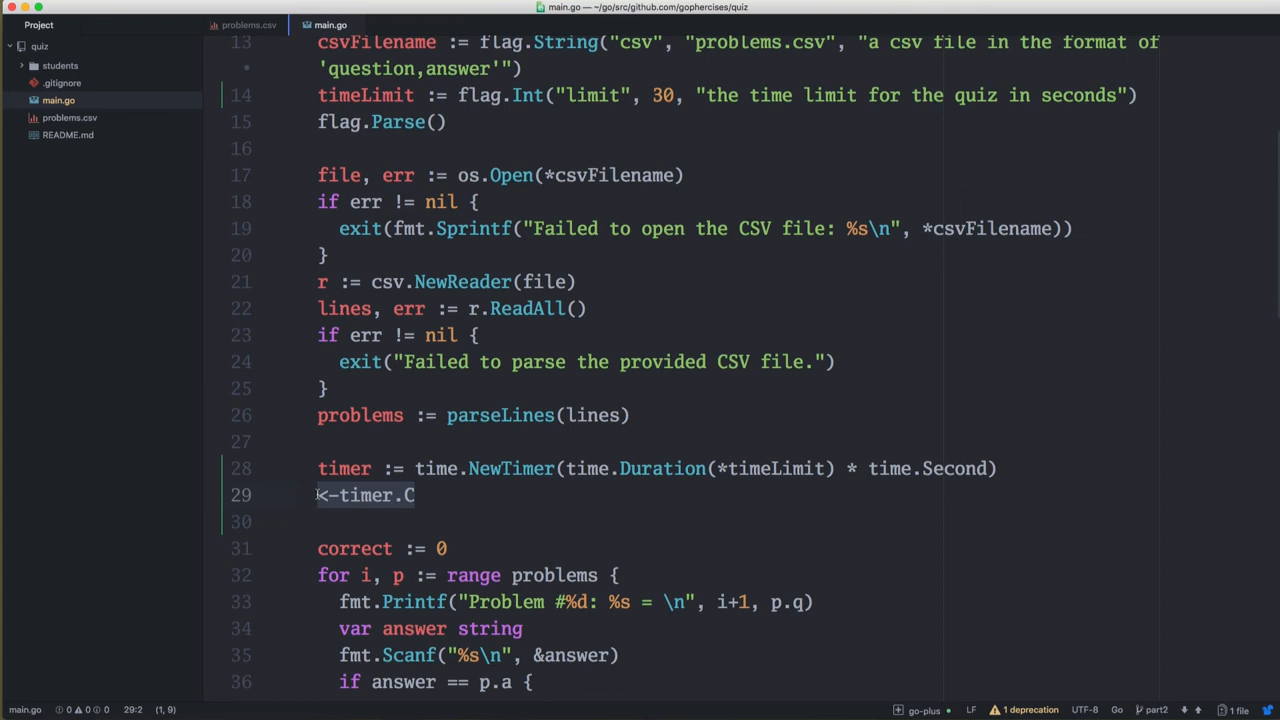 main.go — ~/go/src/github.com/gophercises/quiz
Project
problems.csv
main.go
quiz
students
.gitignore
main.go
problems.csv
README.md
13 csvFilename := flag.String("csv", "problems.csv", "a csv file in the format of
• 'question,answer'")
14 timeLimit := flag.Int("limit", 30, "the time limit for the quiz in seconds")
15 flag.Parse()
16
17 file, err := os.Open(*csvFilename)
18 if err != nil {
19 exit(fmt.Sprintf("Failed to open the CSV file: %s\n", *csvFilename))
20 }
21 r := csv.NewReader(file)
22 lines, err := r.ReadAll()
23 if err != nil {
24 exit("Failed to parse the provided CSV file.")
25 }
26 problems := parseLines(lines)
27
28 timer := time.NewTimer(time.Duration(*timeLimit) * time.Second)
29 <-timer.C
30
31 correct := 0
32 for i, p := range problems {
33 fmt.Printf("Problem #%d: %s = \n", i+1, p.q)
34 var answer string
35 fmt.Scanf("%s\n", &answer)
36 if answer == p.a {
main.go 0 0 0 29:2 (1, 9) go-plus LF 1 deprecation UTF-8 Go part2 1 file